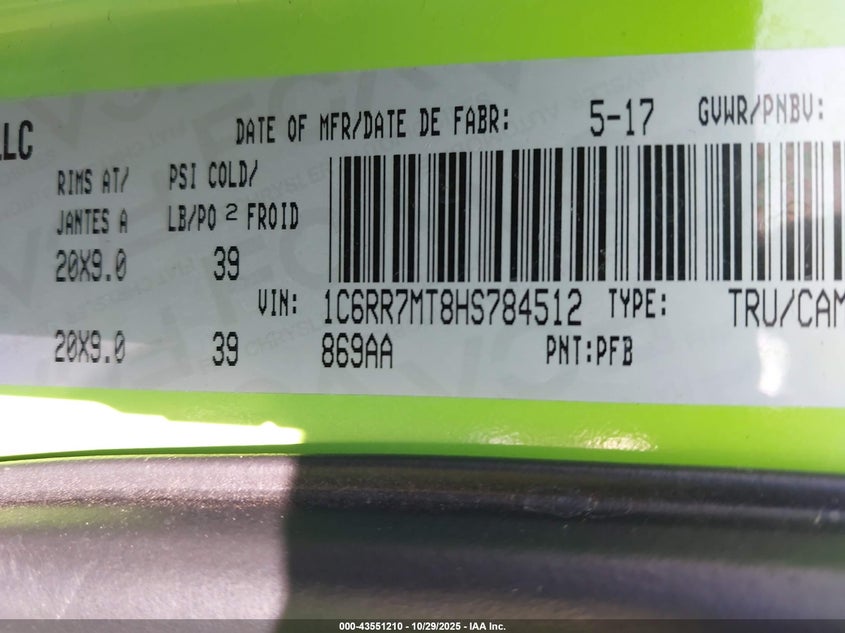 LLC
DATE OF MFR/DATE DE FABR: 5-17 GVWR/PNBV:
RIMS AT/ PSI COLD/
JANTES A LB/PO 2 FROID
20X9.0 39
VIN: 1C6RR7MT8HS784512 TYPE: TRU/CAM
20X9.0 39 869AA PNT:PFB
000-43551210 - 10/29/2025 - IAA Inc.